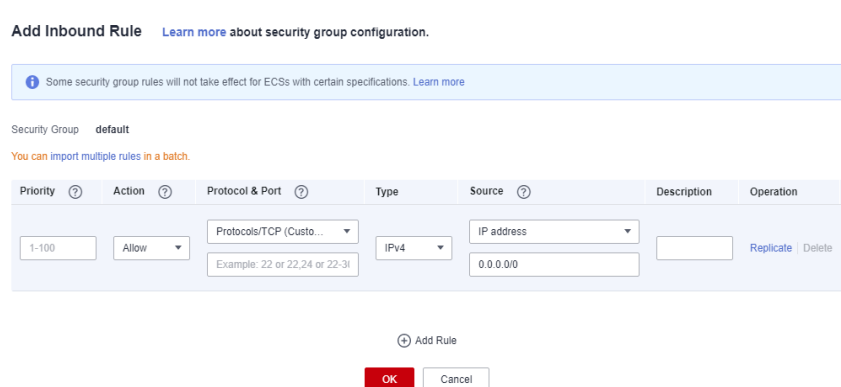 Add Inbound Rule Learn more about security group configuration.
Some security group rules will not take effect for ECSs with certain specifications. Learn more
Security Group default
You can import multiple rules in a batch.
Priority ? Action ? Protocol & Port ? Type Source ? Description Operation
Protocols/TCP (Custo... IP address
1-100 Allow IPv4 Replicate Delete
Example: 22 or 22,24 or 22-3 0.0.0.0/0
Add Rule
OK Cancel